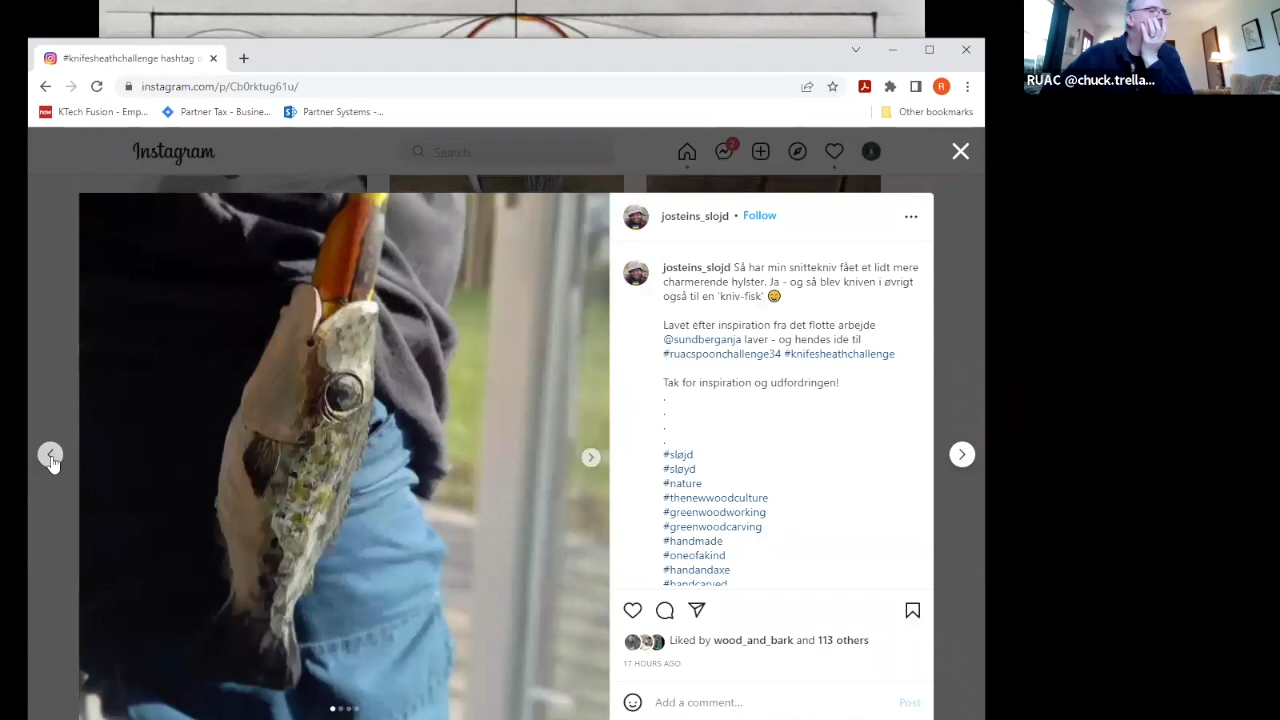 #knifesheathchallenge hashtag
instagram.com/p/Cb0rktug61u/
KTech Fusion - Emp...
Partner Tax - Busine...
Partner Systems -...
Other bookmarks
Instagram
Search
2
R
RUAC @chuck.trella...
josteins_slojd • Follow
josteins_slojd Så har min snittekniv fået et lidt mere
charmerende hylster. Ja - og så blev kniven i øvrigt
også til en 'kniv-fisk'
Lavet efter inspiration fra det flotte arbejde
@sundberganja laver - og hendes ide til
#ruacspoonchallenge34 #knifesheathchallenge
Tak for inspiration og udfordringen!
.
.
.
.
#sløjd
#sløyd
#nature
#thenewwoodculture
#greenwoodworking
#greenwoodcarving
#handmade
#oneofakind
#handandaxe
#handcarved
Liked by wood_and_bark and 113 others
17 HOURS AGO
Add a comment...
Post